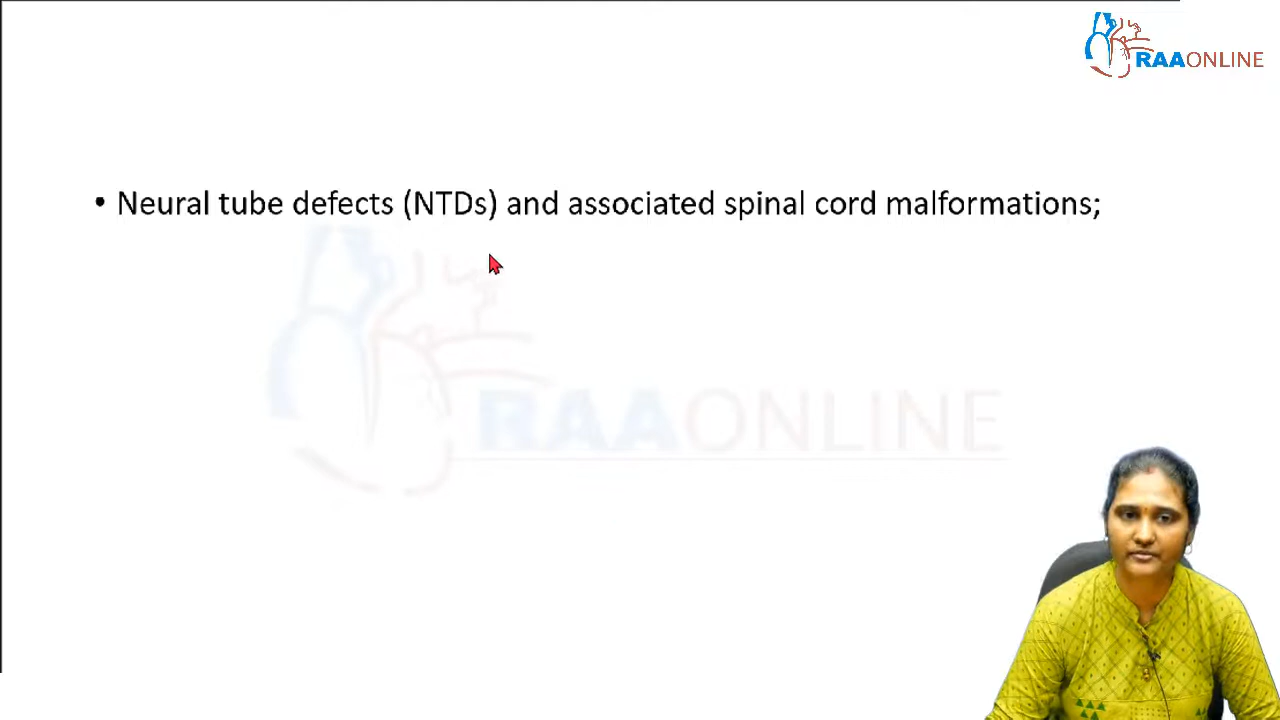 RAAONLINE
• Neural tube defects (NTDs) and associated spinal cord malformations;
RAAONLINE